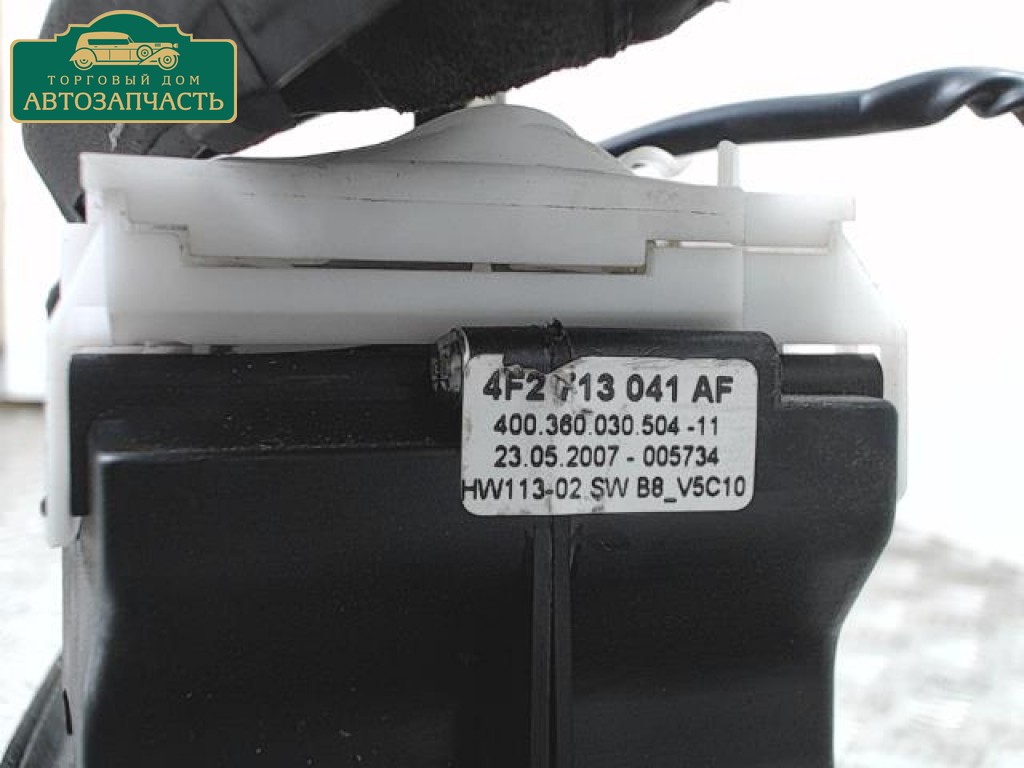 ТОРГОВЫЙ ДОМ
АВТОЗАПЧАСТЬ
4F2 713 041 AF
400.360.030.504 -11
23.05.2007 - 005734
HW113-02 SW B8_V5C10